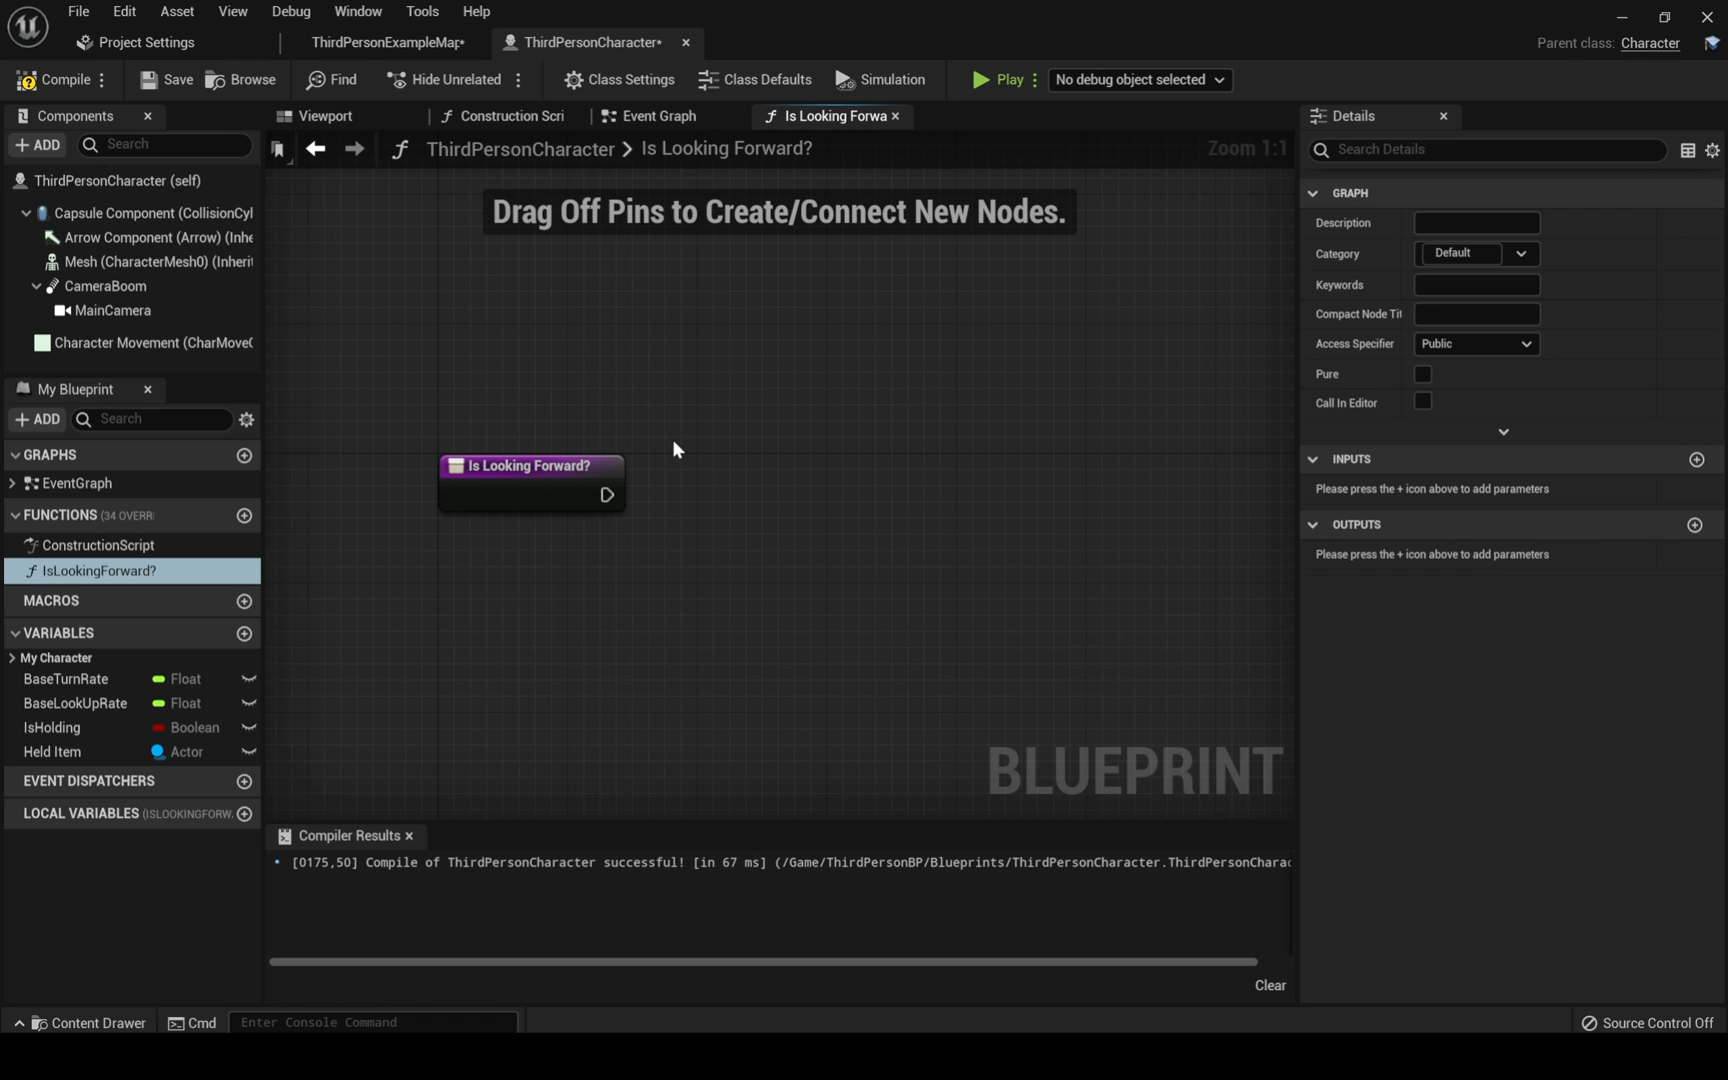 File Edit Asset View Debug Window Tools Help
Project Settings
ThirdPersonExampleMap*
ThirdPersonCharacter*
Parent class: Character
Compile
Save
Browse
Find
Hide Unrelated
Class Settings
Class Defaults
Simulation
Play
No debug object selected
Components
Viewport
Construction Scri
Event Graph
Is Looking Forwa
Details
ADD
Search
ThirdPersonCharacter > Is Looking Forward?
Zoom 1:1
Search Details
ThirdPersonCharacter (self)
Capsule Component (CollisionCyl
Arrow Component (Arrow) (Inhe
Mesh (CharacterMesh0) (Inherit
CameraBoom
MainCamera
Character Movement (CharMoveC
Drag Off Pins to Create/Connect New Nodes.
GRAPH
Description
Category Default
Keywords
Compact Node Tit
Access Specifier Public
Pure
Call In Editor
INPUTS
Please press the + icon above to add parameters
OUTPUTS
Please press the + icon above to add parameters
My Blueprint
ADD
Search
GRAPHS
EventGraph
FUNCTIONS (34 OVERR
ConstructionScript
IsLookingForward?
MACROS
VARIABLES
My Character
BaseTurnRate Float
BaseLookUpRate Float
IsHolding Boolean
Held Item Actor
EVENT DISPATCHERS
LOCAL VARIABLES (ISLOOKINGFORW.
Is Looking Forward?
BLUEPRINT
Compiler Results
[0175,50] Compile of ThirdPersonCharacter successful! [in 67 ms] (/Game/ThirdPersonBP/Blueprints/ThirdPersonCharacter.ThirdPersonCharac
Clear
Content Drawer
Cmd
Enter Console Command
Source Control Off